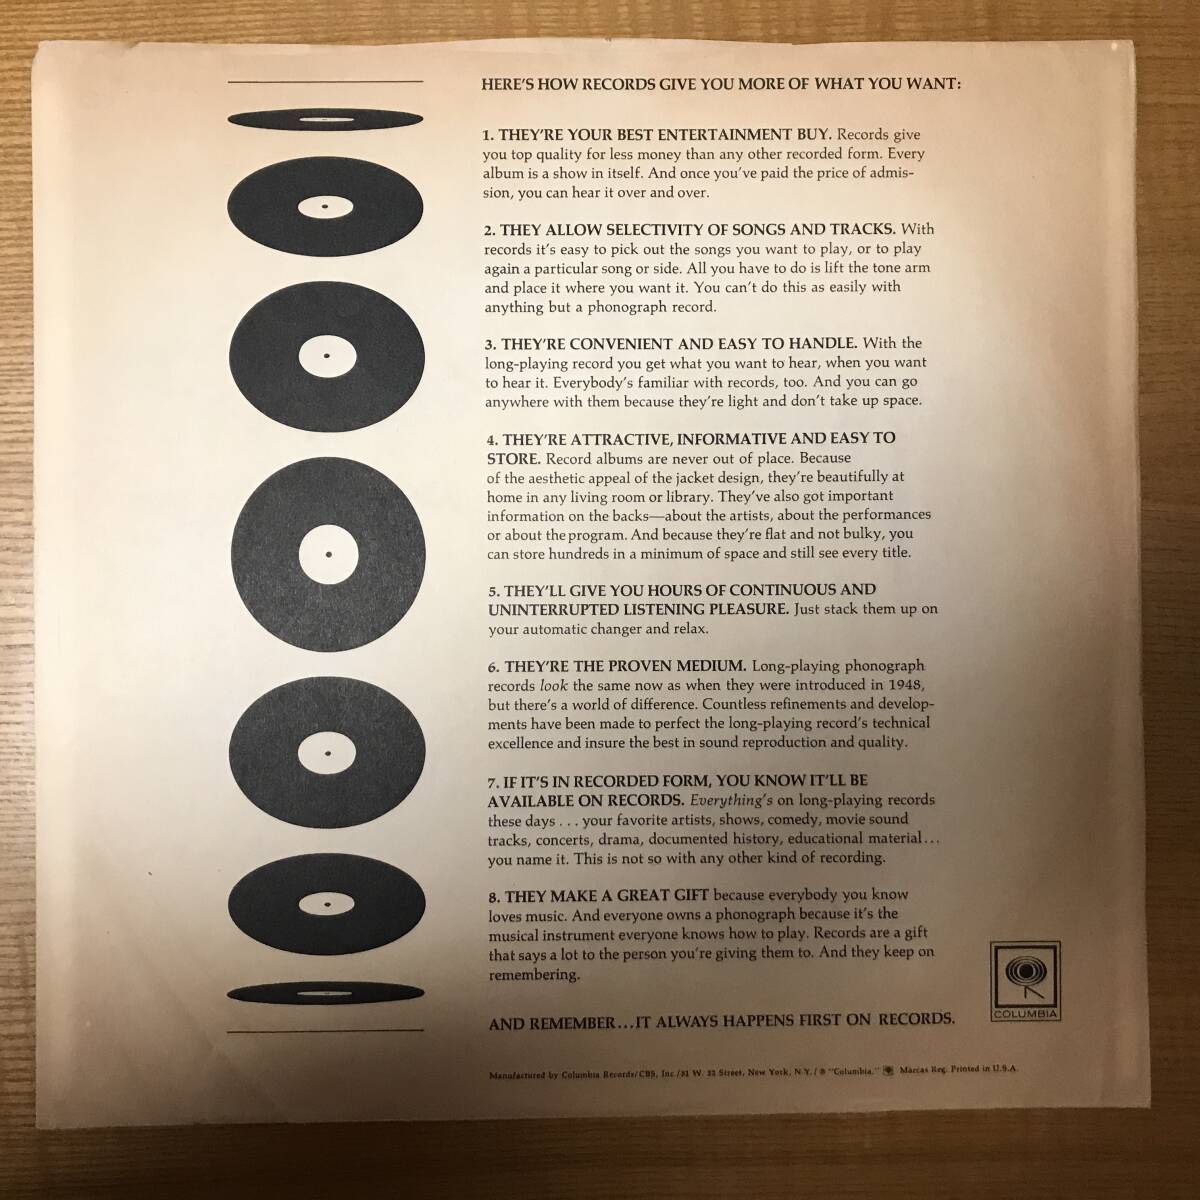 HERE'S HOW RECORDS GIVE YOU MORE OF WHAT YOU WANT:
1. THEY'RE YOUR BEST ENTERTAINMENT BUY. Records give
you top quality for less money than any other recorded form. Every
album is a show in itself. And once you've paid the price of admis-
sion, you can hear it over and over.
2. THEY ALLOW SELECTIVITY OF SONGS AND TRACKS. With
records it's easy to pick out the songs you want to play, or to play
again a particular song or side. All you have to do is lift the tone arm
and place it where you want it. You can't do this as easily with
anything but a phonograph record.
3. THEY'RE CONVENIENT AND EASY TO HANDLE. With the
long-playing record you get what you want to hear, when you want
to hear it. Everybody's familiar with records, too. And you can go
anywhere with them because they're light and don't take up space.
4. THEY'RE ATTRACTIVE, INFORMATIVE AND EASY TO
STORE. Record albums are never out of place. Because
of the aesthetic appeal of the jacket design, they're beautifully at
home in any living room or library. They've also got important
information on the backs—about the artists, about the performances
or about the program. And because they're flat and not bulky, you
can store hundreds in a minimum of space and still see every title.
5. THEY'LL GIVE YOU HOURS OF CONTINUOUS AND
UNINTERRUPTED LISTENING PLEASURE. Just stack them up on
your automatic changer and relax.
6. THEY'RE THE PROVEN MEDIUM. Long-playing phonograph
records look the same now as when they were introduced in 1948,
but there's a world of difference. Countless refinements and develop-
ments have been made to perfect the long-playing record's technical
excellence and insure the best in sound reproduction and quality.
7. IF IT'S IN RECORDED FORM, YOU KNOW IT'LL BE
AVAILABLE ON RECORDS. Everything's on long-playing records
these days . . . your favorite artists, shows, comedy, movie sound
tracks, concerts, drama, documented history, educational material...
you name it. This is not so with any other kind of recording.
8. THEY MAKE A GREAT GIFT because everybody you know
loves music. And everyone owns a phonograph because it's the
musical instrument everyone knows how to play. Records are a gift
that says a lot to the person you're giving them to. And they keep on
remembering.
AND REMEMBER...IT ALWAYS HAPPENS FIRST ON RECORDS.
COLUMBIA
Manufactured by Columbia Records/CBS, Inc./51 W. 52 Street, New York, N.Y./® "Columbia," Marcas Reg. Printed in U.S.A.